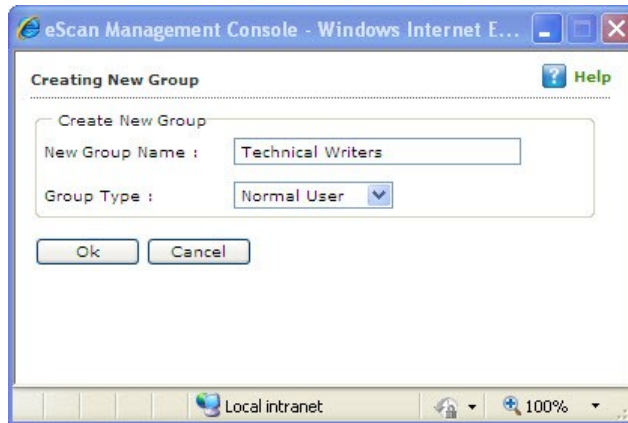 eScan Management Console - Windows Internet E...
Creating New Group
? Help
Create New Group
New Group Name : Technical Writers
Group Type : Normal User
Ok Cancel
Local intranet 100%